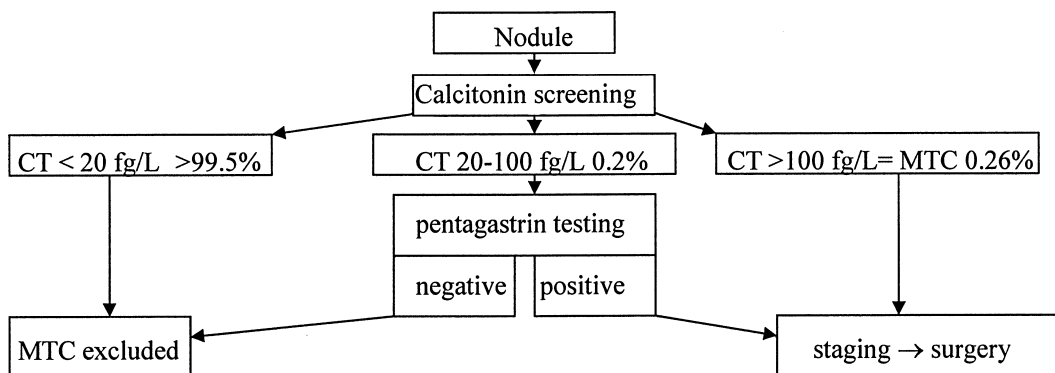 Nodule
Calcitonin screening
CT < 20 fg/L >99.5%
CT 20-100 fg/L 0.2%
CT >100 fg/L= MTC 0.26%
pentagastrin testing
negative
positive
MTC excluded
staging → surgery